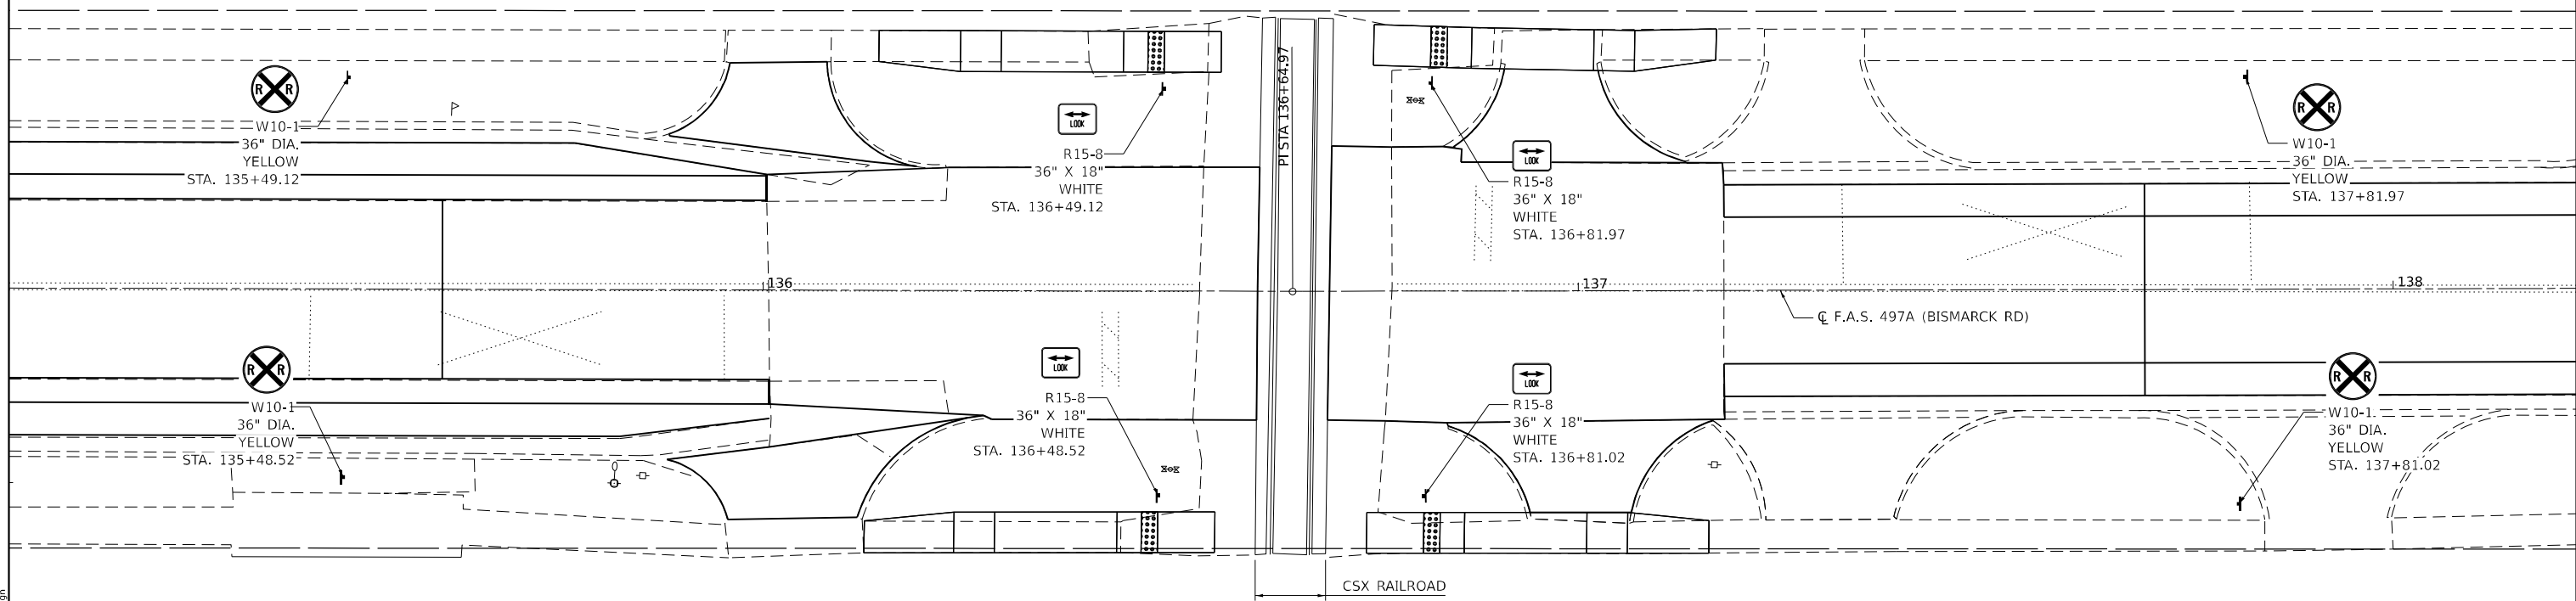 R R
W10-1
36" DIA.
YELLOW
STA. 135+49.12
LOOK
R15-8
36" X 18"
WHITE
STA. 136+49.12
PI STA 136+64.97
LOOK
R15-8
36" X 18"
WHITE
STA. 136+81.97
R R
W10-1
36" DIA.
YELLOW
STA. 137+81.97
136
137
138
℄ F.A.S. 497A (BISMARCK RD)
R R
W10-1
36" DIA.
YELLOW
STA. 135+48.52
LOOK
R15-8
36" X 18"
WHITE
STA. 136+48.52
LOOK
R15-8
36" X 18"
WHITE
STA. 136+81.02
R R
W10-1
36" DIA.
YELLOW
STA. 137+81.02
CSX RAILROAD